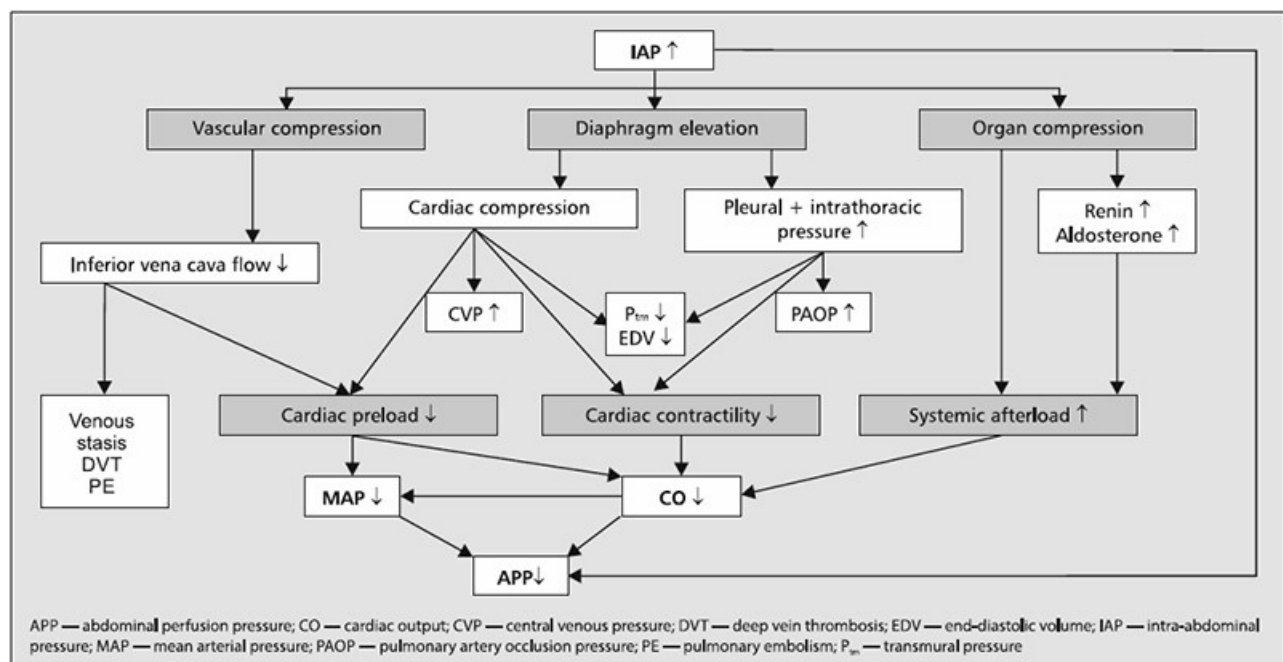 IAP ↑
Vascular compression
Diaphragm elevation
Organ compression
Cardiac compression
Pleural + intrathoracic
pressure ↑
Renin ↑
Aldosterone ↑
Inferior vena cava flow ↓
CVP ↑
Ptm ↓
EDV ↓
PAOP ↑
Venous
stasis
DVT
PE
Cardiac preload ↓
Cardiac contractility ↓
Systemic afterload ↑
MAP ↓
CO ↓
APP↓
APP — abdominal perfusion pressure; CO — cardiac output; CVP — central venous pressure; DVT — deep vein thrombosis; EDV — end-diastolic volume; IAP — intra-abdominal
pressure; MAP — mean arterial pressure; PAOP — pulmonary artery occlusion pressure; PE — pulmonary embolism; Ptm — transmural pressure